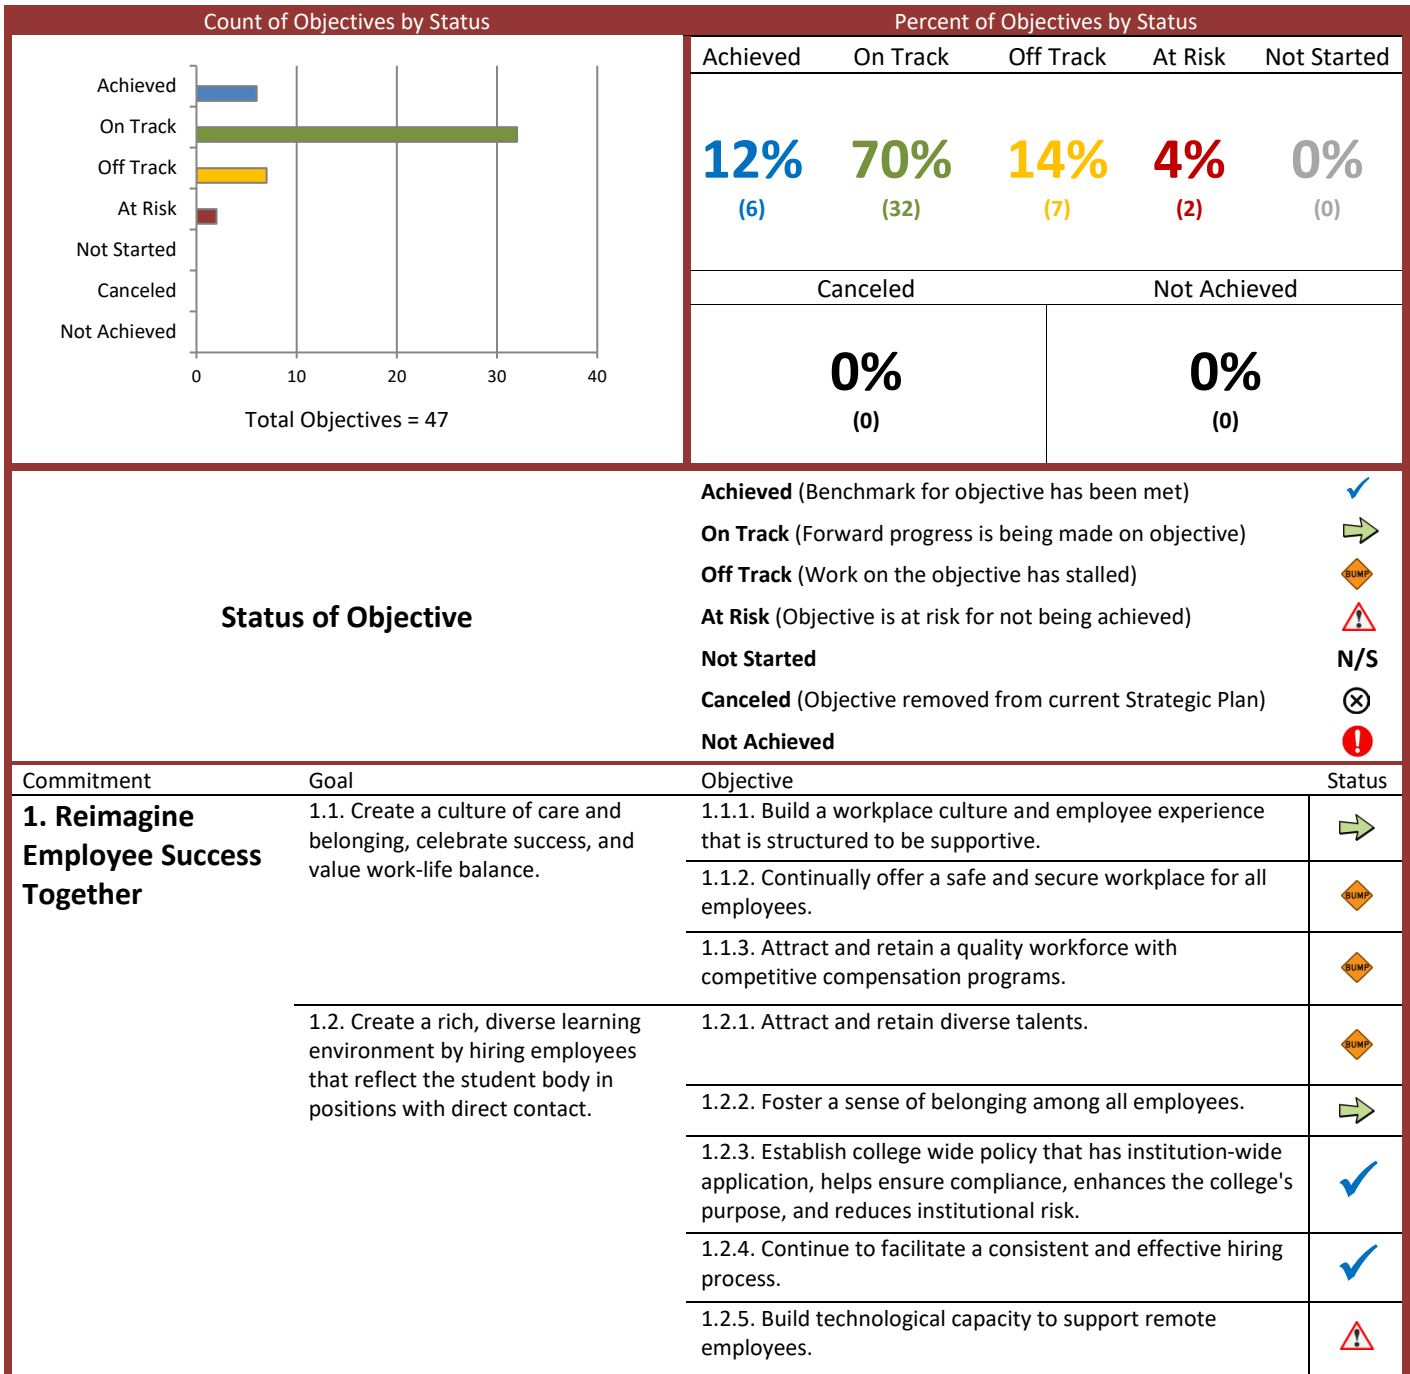 Count of Objectives by Status
Percent of Objectives by Status
Achieved
On Track
Off Track
At Risk
Not Started
Canceled
Not Achieved
0 10 20 30 40
Total Objectives = 47
Achieved On Track Off Track At Risk Not Started
12% 70% 14% 4% 0%
(6) (32) (7) (2) (0)
Canceled Not Achieved
0% 0%
(0) (0)
Status of Objective
Achieved (Benchmark for objective has been met)
On Track (Forward progress is being made on objective)
Off Track (Work on the objective has stalled)
BUMP
At Risk (Objective is at risk for not being achieved)
!
Not Started N/S
Canceled (Objective removed from current Strategic Plan)
Not Achieved
!
Commitment Goal Objective Status
1. Reimagine
Employee Success
Together
1.1. Create a culture of care and
belonging, celebrate success, and
value work-life balance.
1.1.1. Build a workplace culture and employee experience
that is structured to be supportive.
1.1.2. Continually offer a safe and secure workplace for all
employees.
BUMP
1.1.3. Attract and retain a quality workforce with
competitive compensation programs.
BUMP
1.2. Create a rich, diverse learning
environment by hiring employees
that reflect the student body in
positions with direct contact.
1.2.1. Attract and retain diverse talents.
BUMP
1.2.2. Foster a sense of belonging among all employees.
1.2.3. Establish college wide policy that has institution-wide
application, helps ensure compliance, enhances the college's
purpose, and reduces institutional risk.
1.2.4. Continue to facilitate a consistent and effective hiring
process.
1.2.5. Build technological capacity to support remote
employees.
!